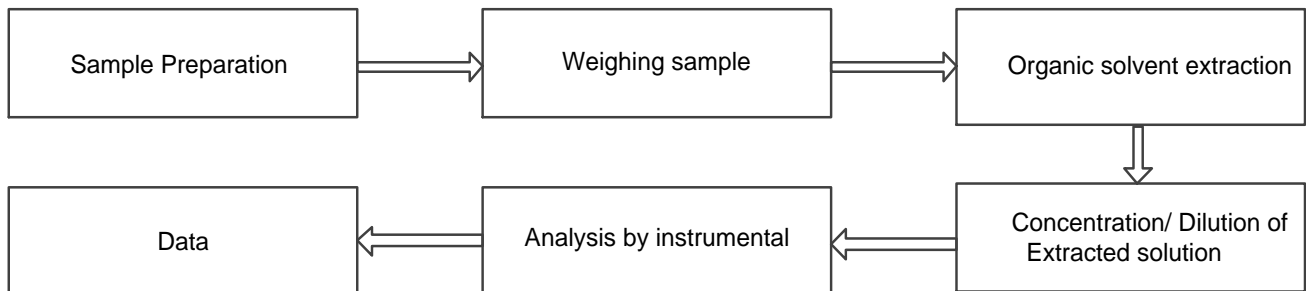 Sample Preparation
Weighing sample
Organic solvent extraction
Concentration/ Dilution of
Extracted solution
Analysis by instrumental
Data